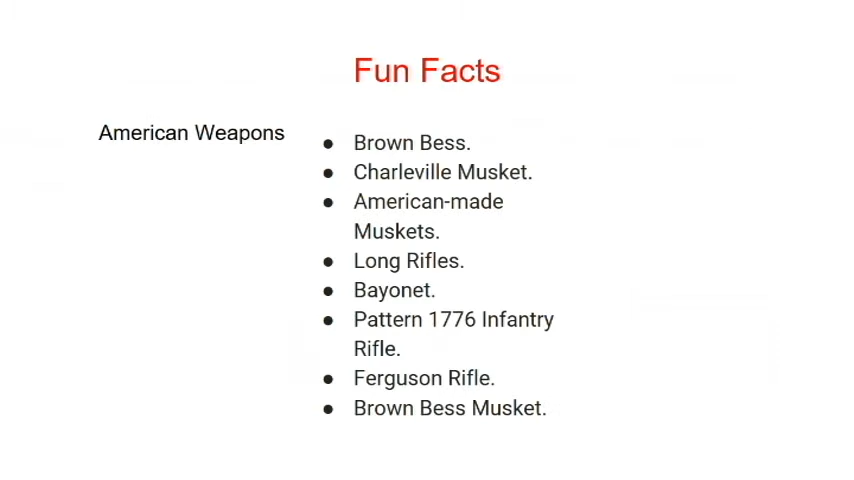 Fun Facts
American Weapons
● Brown Bess.
● Charleville Musket.
● American-made
Muskets.
● Long Rifles.
● Bayonet.
● Pattern 1776 Infantry
Rifle.
● Ferguson Rifle.
● Brown Bess Musket.